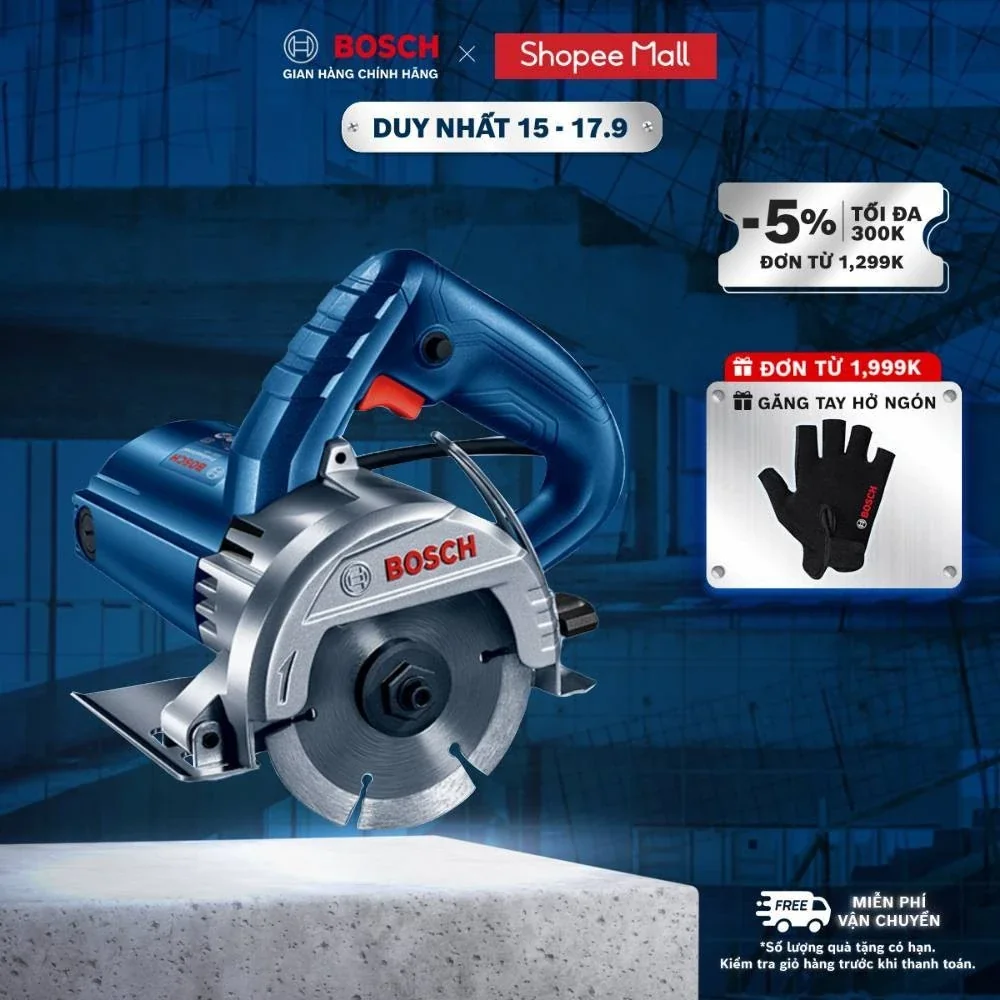 BOSCH × Shopee Mall
GIAN HÀNG CHÍNH HÃNG
DUY NHẤT 15 - 17.9
-5% TỐI ĐA 300K
ĐƠN TỪ 1,299K
ĐƠN TỪ 1,999K
GĂNG TAY HỞ NGÓN
BOSCH
BOSCH
BOSCH
1
FREE MIỄN PHÍ
VẬN CHUYỂN
*Số lượng quà tặng có hạn.
Kiểm tra giỏ hàng trước khi thanh toán.